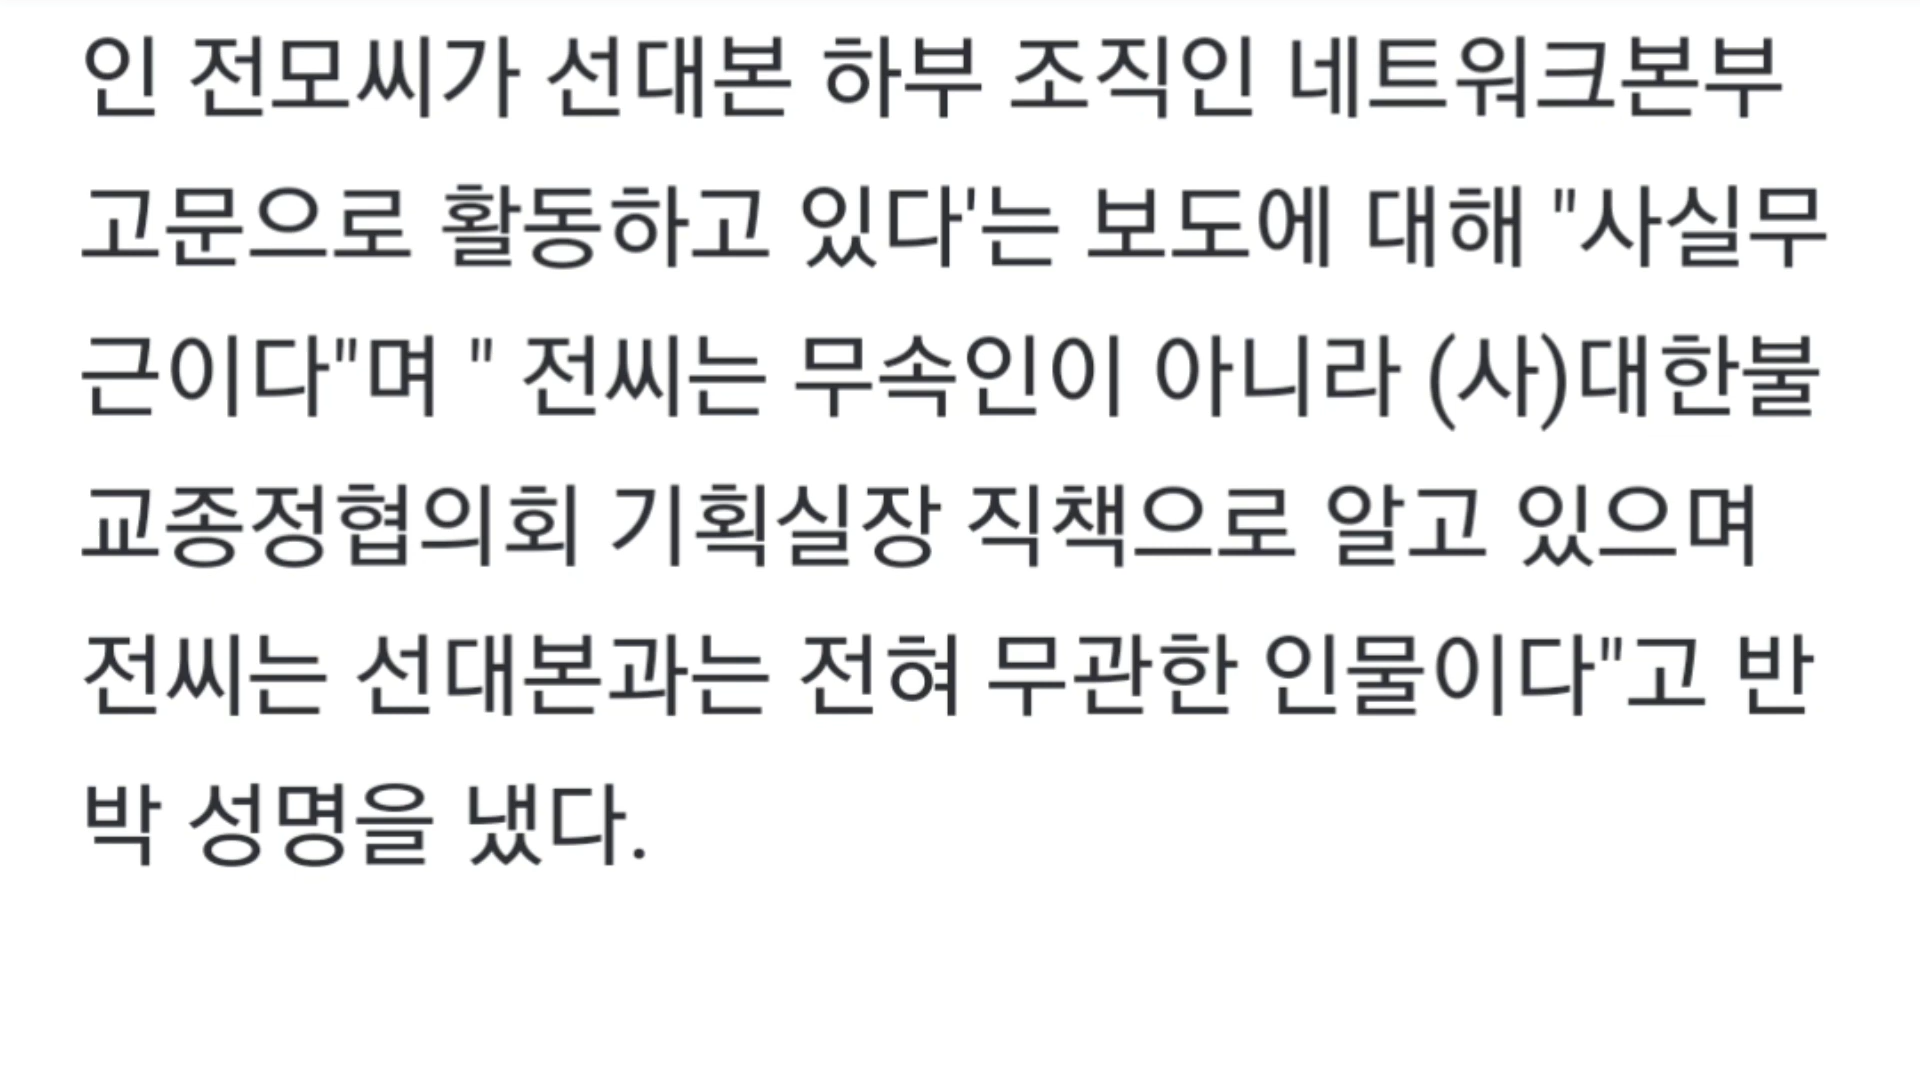 인 전모씨가 선대본 하부 조직인 네트워크본부
고문으로 활동하고 있다'는 보도에 대해 "사실무
근이다"며 " 전씨는 무속인이 아니라 (사)대한불
교종정협의회 기획실장 직책으로 알고 있으며
전씨는 선대본과는 전혀 무관한 인물이다"고 반
박 성명을 냈다.